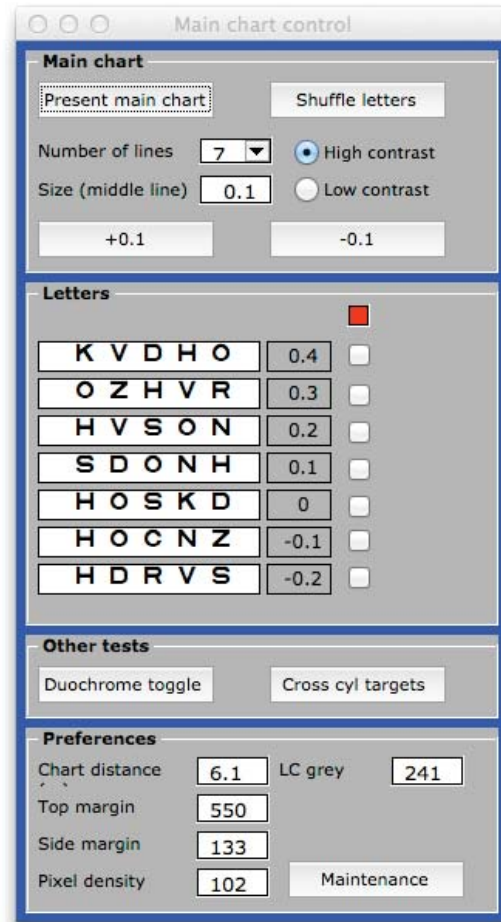 Main chart control
Main chart
Present main chart Shuffle letters
Number of lines 7 High contrast
Size (middle line) 0.1 Low contrast
+0.1 -0.1
Letters
K V D H O 0.4
O Z H V R 0.3
H V S O N 0.2
S D O N H 0.1
H O S K D 0
H O C N Z -0.1
H D R V S -0.2
Other tests
Duochrome toggle Cross cyl targets
Preferences
Chart distance 6.1 LC grey 241
Top margin 550
Side margin 133
Pixel density 102 Maintenance